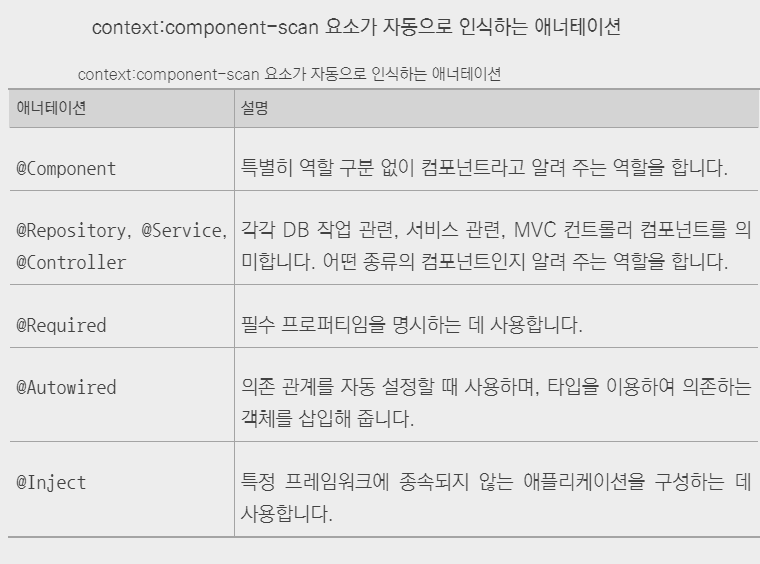 context:component-scan 요소가 자동으로 인식하는 애너테이션
context:component-scan 요소가 자동으로 인식하는 애너테이션
애너테이션 설명
@Component 특별히 역할 구분 없이 컴포넌트라고 알려 주는 역할을 합니다.
@Repository, @Service, 각각 DB 작업 관련, 서비스 관련, MVC 컨트롤러 컴포넌트를 의
@Controller 미합니다. 어떤 종류의 컴포넌트인지 알려 주는 역할을 합니다.
@Required 필수 프로퍼티임을 명시하는 데 사용합니다.
@Autowired 의존 관계를 자동 설정할 때 사용하며, 타입을 이용하여 의존하는
객체를 삽입해 줍니다.
@Inject 특정 프레임워크에 종속되지 않는 애플리케이션을 구성하는 데
사용합니다.